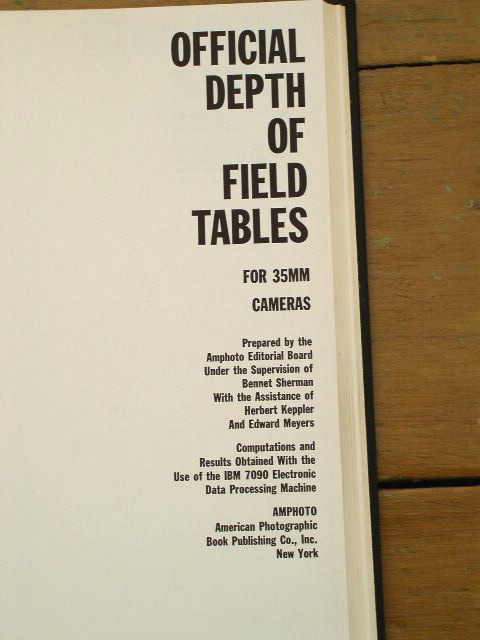 OFFICIAL
DEPTH
OF
FIELD
TABLES
FOR 35MM
CAMERAS
Prepared by the
Amphoto Editorial Board
Under the Supervision of
Bennet Sherman
With the Assistance of
Herbert Keppler
And Edward Meyers
Computations and
Results Obtained With the
Use of the IBM 7090 Electronic
Data Processing Machine
AMPHOTO
American Photographic
Book Publishing Co., Inc.
New York